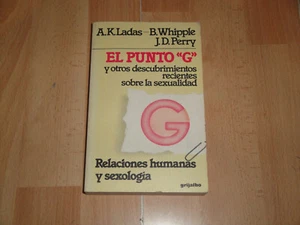 A.K.Ladas - B.Whipple
J.D.Perry
EL PUNTO "G"
y otros descubrimientos
recientes
sobre la sexualidad
G
Relaciones humanas
y sexología
grijalbo